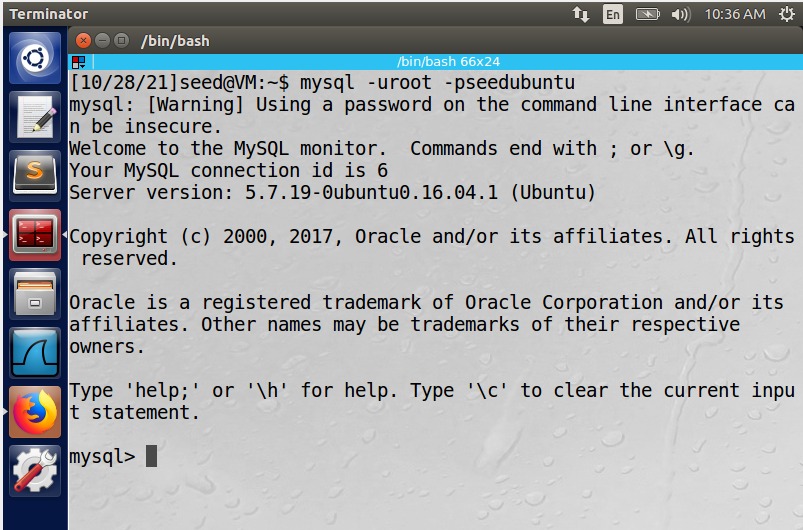 Terminator
En
10:36 AM
/bin/bash
/bin/bash 66x24
[10/28/21]seed@VM:~$ mysql -uroot -pseedubuntu
mysql: [Warning] Using a password on the command line interface ca
n be insecure.
Welcome to the MySQL monitor.  Commands end with ; or \g.
Your MySQL connection id is 6
Server version: 5.7.19-0ubuntu0.16.04.1 (Ubuntu)
Copyright (c) 2000, 2017, Oracle and/or its affiliates. All rights
 reserved.
Oracle is a registered trademark of Oracle Corporation and/or its
affiliates. Other names may be trademarks of their respective
owners.
Type 'help;' or '\h' for help. Type '\c' to clear the current inpu
t statement.
mysql>